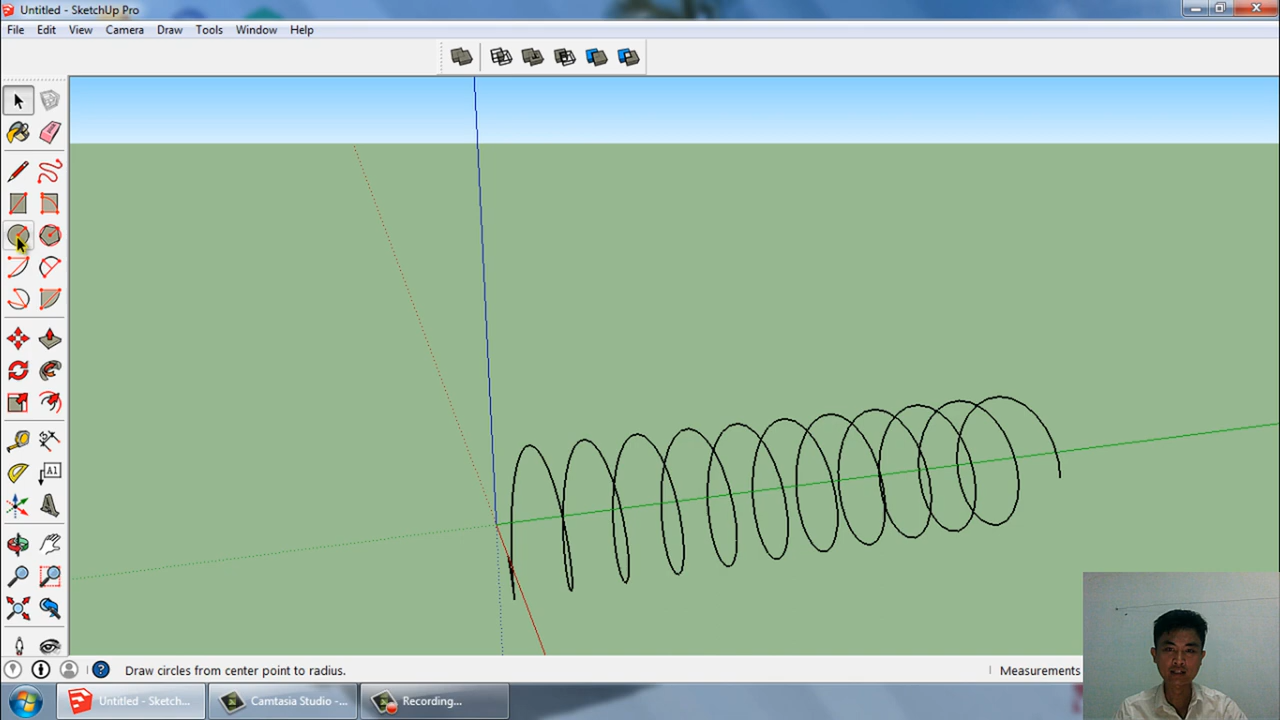 Untitled - SketchUp Pro
File Edit View Camera Draw Tools Window Help
A1
Draw circles from center point to radius.
Measurements
Untitled - Sketch...
Camtasia Studio -...
Recording...